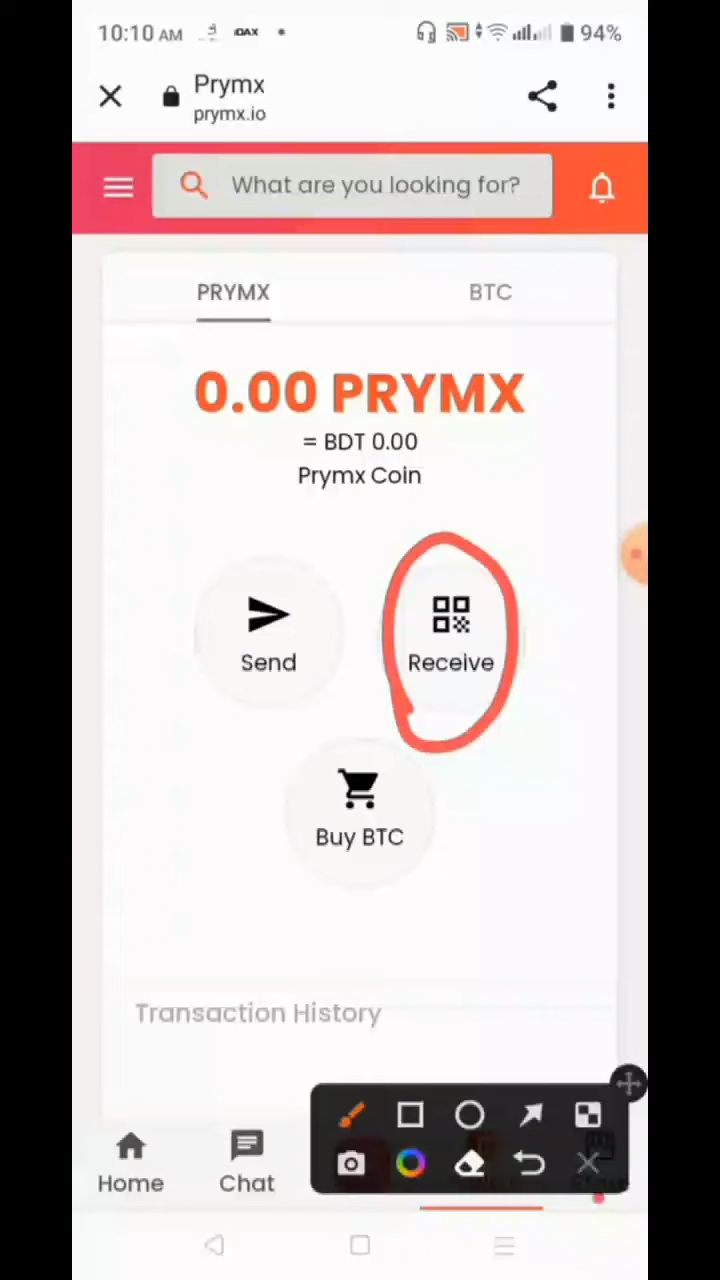 10:10 AM
94%
Prymx
prymx.io
What are you looking for?
PRYMX BTC
0.00 PRYMX
= BDT 0.00
Prymx Coin
Send Receive
Buy BTC
Transaction History
Home Chat